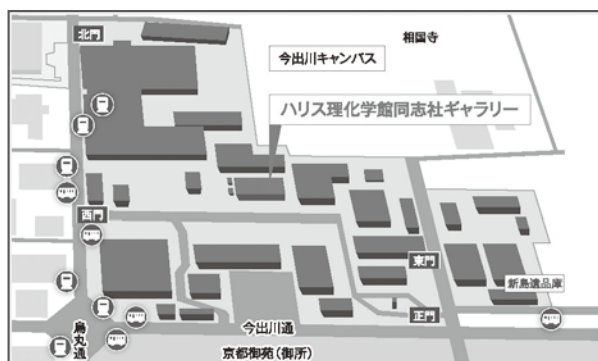 北門
相国寺
今出川キャンパス
ハリス理化学館同志社ギャラリー
西門
東門
新島遺品庫
正門
烏丸通
今出川通
京都御苑(御所)